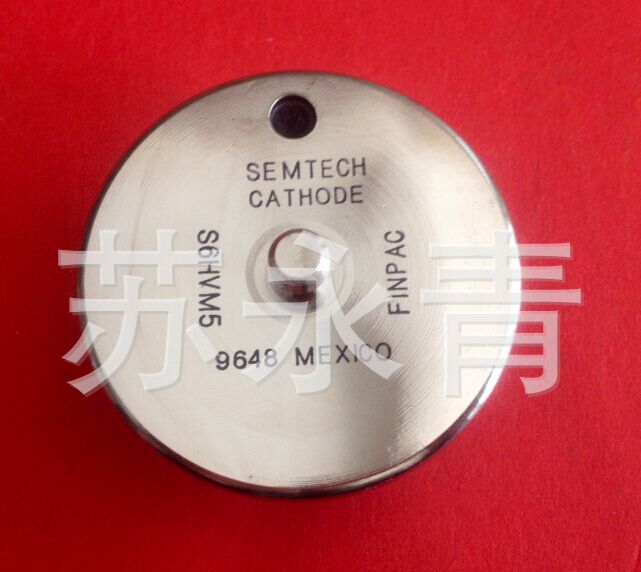 SEMTECH
CATHODE
S6HVM5
FINPAC
9648 MEXICO
苏永青